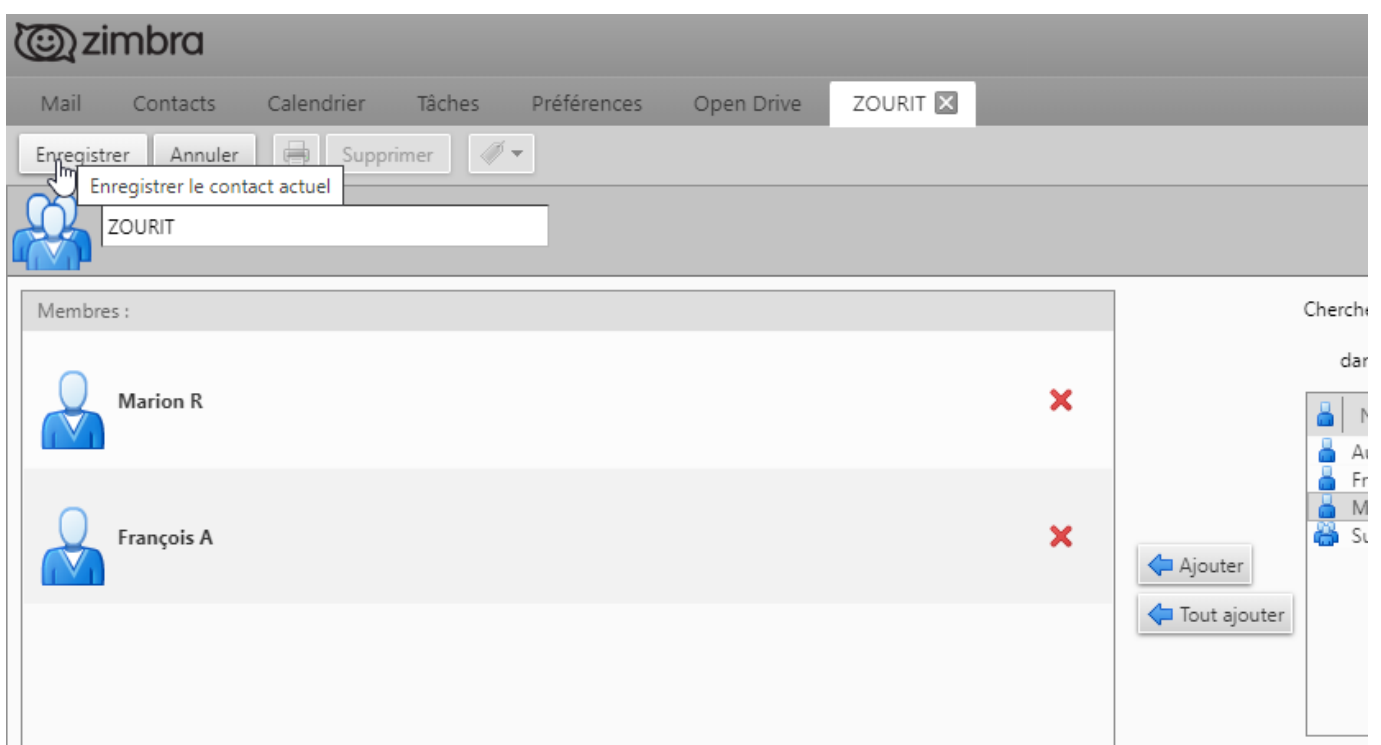 zimbra
Mail Contacts Calendrier Tâches Préférences Open Drive ZOURIT
Enregistrer Annuler Supprimer
Enregistrer le contact actuel
ZOURIT
Membres :
Marion R
François A
Ajouter
Tout ajouter